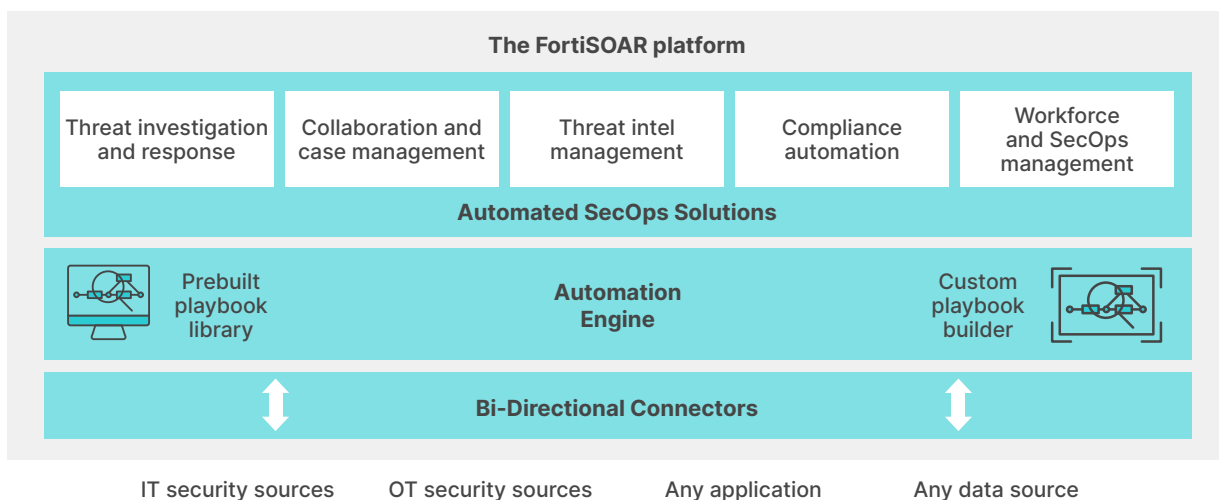 The FortiSOAR platform
Threat investigation
and response
Collaboration and
case management
Threat intel
management
Compliance
automation
Workforce
and SecOps
management
Automated SecOps Solutions
Prebuilt
playbook
library
Automation
Engine
Custom
playbook
builder
Bi-Directional Connectors
IT security sources
OT security sources
Any application
Any data source